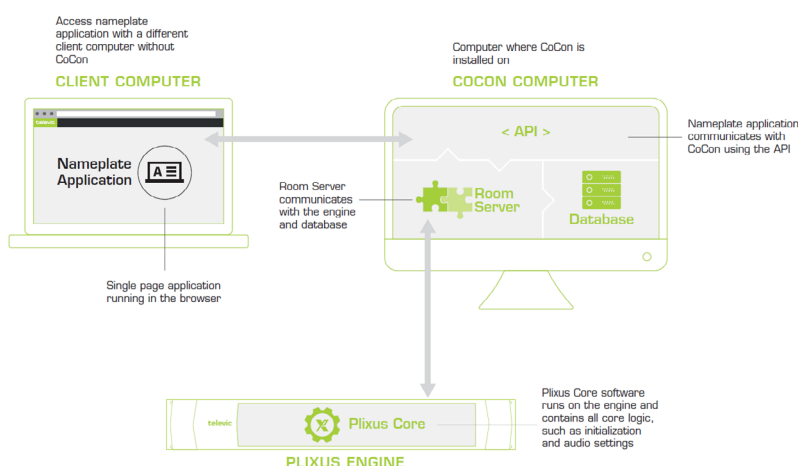 Access nameplate
application with a different
client computer without
CoCon
CLIENT COMPUTER
televic
Nameplate
Application
A
Single page application
running in the browser
Computer where CoCon is
installed on
COCON COMPUTER
< API >
Nameplate application
communicates with
CoCon using the API
Room Server
communicates
with the engine
and database
Room
Server
Database
televic
Plixus Core
Plixus Core software
runs on the engine and
contains all core logic,
such as initialization
and audio settings
PLIXUS ENGINE